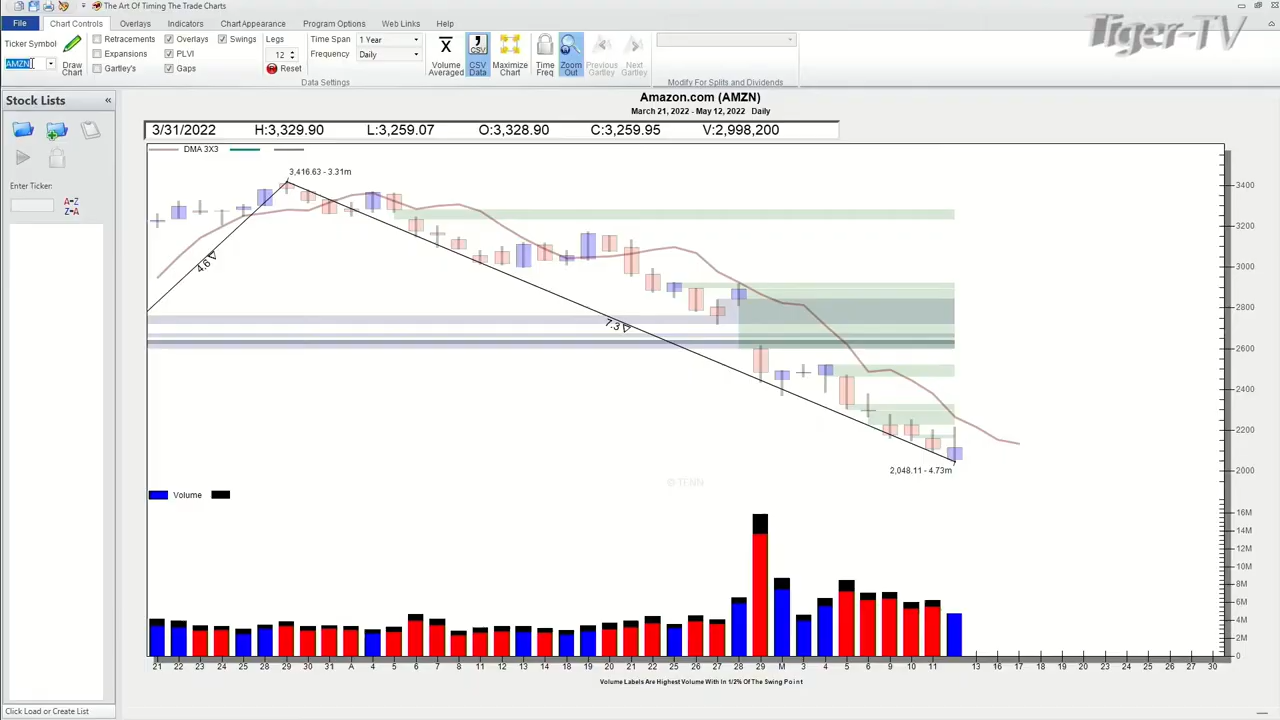 The Art Of Timing The Trade Charts
Tiger-TV
File Chart Controls Overlays Indicators Chart Appearance Program Options Web Links Help
Ticker Symbol
AMZN
Draw Chart
Retracements
Expansions
Gartley's
Overlays
PLVI
Gaps
Swings
Legs
12
Reset
Time Span 1 Year
Frequency Daily
Data Settings
Volume Averaged
CSV
CSV Data
Maximize Chart
Time Freq
Zoom Out
Previous Gartley
Next Gartley
Modify For Splits and Dividends
Stock Lists «
Enter Ticker:
A-Z
Z-A
Click Load or Create List
Amazon.com (AMZN)
March 21, 2022 - May 12, 2022 Daily
3/31/2022 H:3,329.90 L:3,259.07 O:3,328.90 C:3,259.95 V:2,998,200
DMA 3X3
3,416.63 - 3.31m
4.6
7.3
2,048.11 - 4.73m
3400
3200
3000
2800
2600
2400
2200
2000
© TENN
Volume
16M
14M
12M
10M
8M
6M
4M
2M
0
21 22 23 24 25 28 29 30 31 A 4 5 6 7 8 11 12 13 14 18 19 20 21 22 25 26 27 28 29 M 3 4 5 6 9 10 11 13 16 17 18 19 20 23 24 25 26 27 30
Volume Labels Are Highest Volume With In 1/2% Of The Swing Point